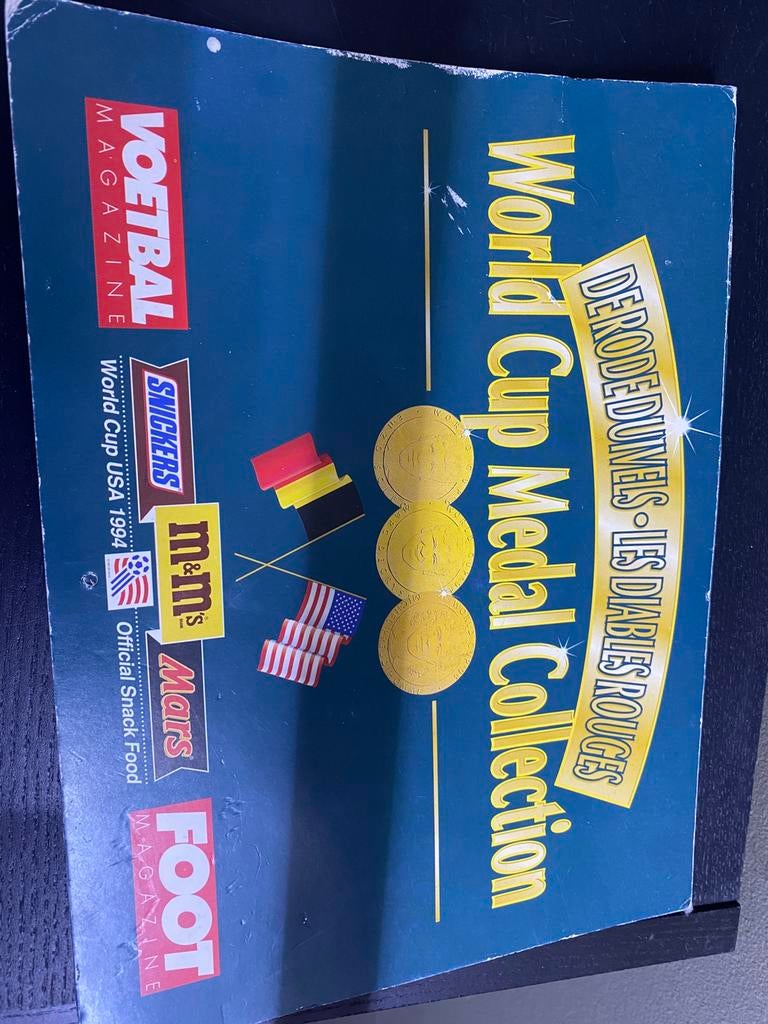 DE RODE DUIVELS • LES DIABLES ROUGES
World Cup Medal Collection
VOETBAL
MAGAZINE
SNICKERS
m&m's
Mars
World Cup USA 1994 Official Snack Food
FOOT
MAGAZINE